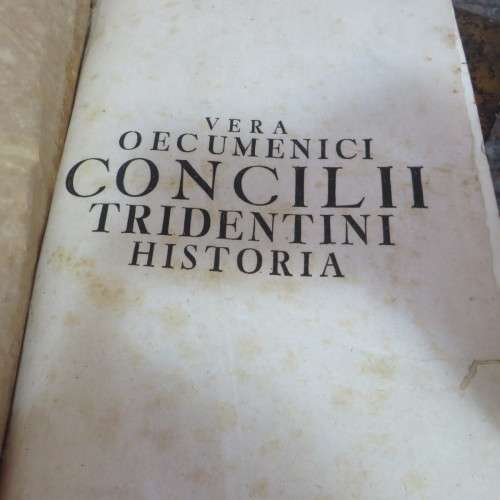 VERA
OECUMENICI
CONCILII
TRIDENTINI
HISTORIA